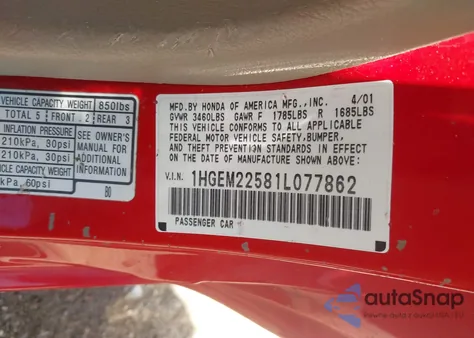 VEHICLE CAPACITY WEIGHT 850lbs
TOTAL 5 FRONT 2 REAR 3
INFLATION PRESSURE
210kPa, 30psi
210kPa, 30psi
kPa, 60psi
SEE OWNER'S
MANUAL FOR
ADDITIONAL
INFORMATION
B0
MFD. BY HONDA OF AMERICA MFG., INC. 4/01
GVWR 3460LBS GAWR F 1785LBS R 1685LBS
THIS VEHICLE CONFORMS TO ALL APPLICABLE
FEDERAL MOTOR VEHICLE SAFETY, BUMPER,
AND THEFT PREVENTION STANDARDS IN EFFECT
ON THE DATE OF MANUFACTURE SHOWN ABOVE.
V.I.N. 1HGEM22581L077862
PASSENGER CAR
autoSnap